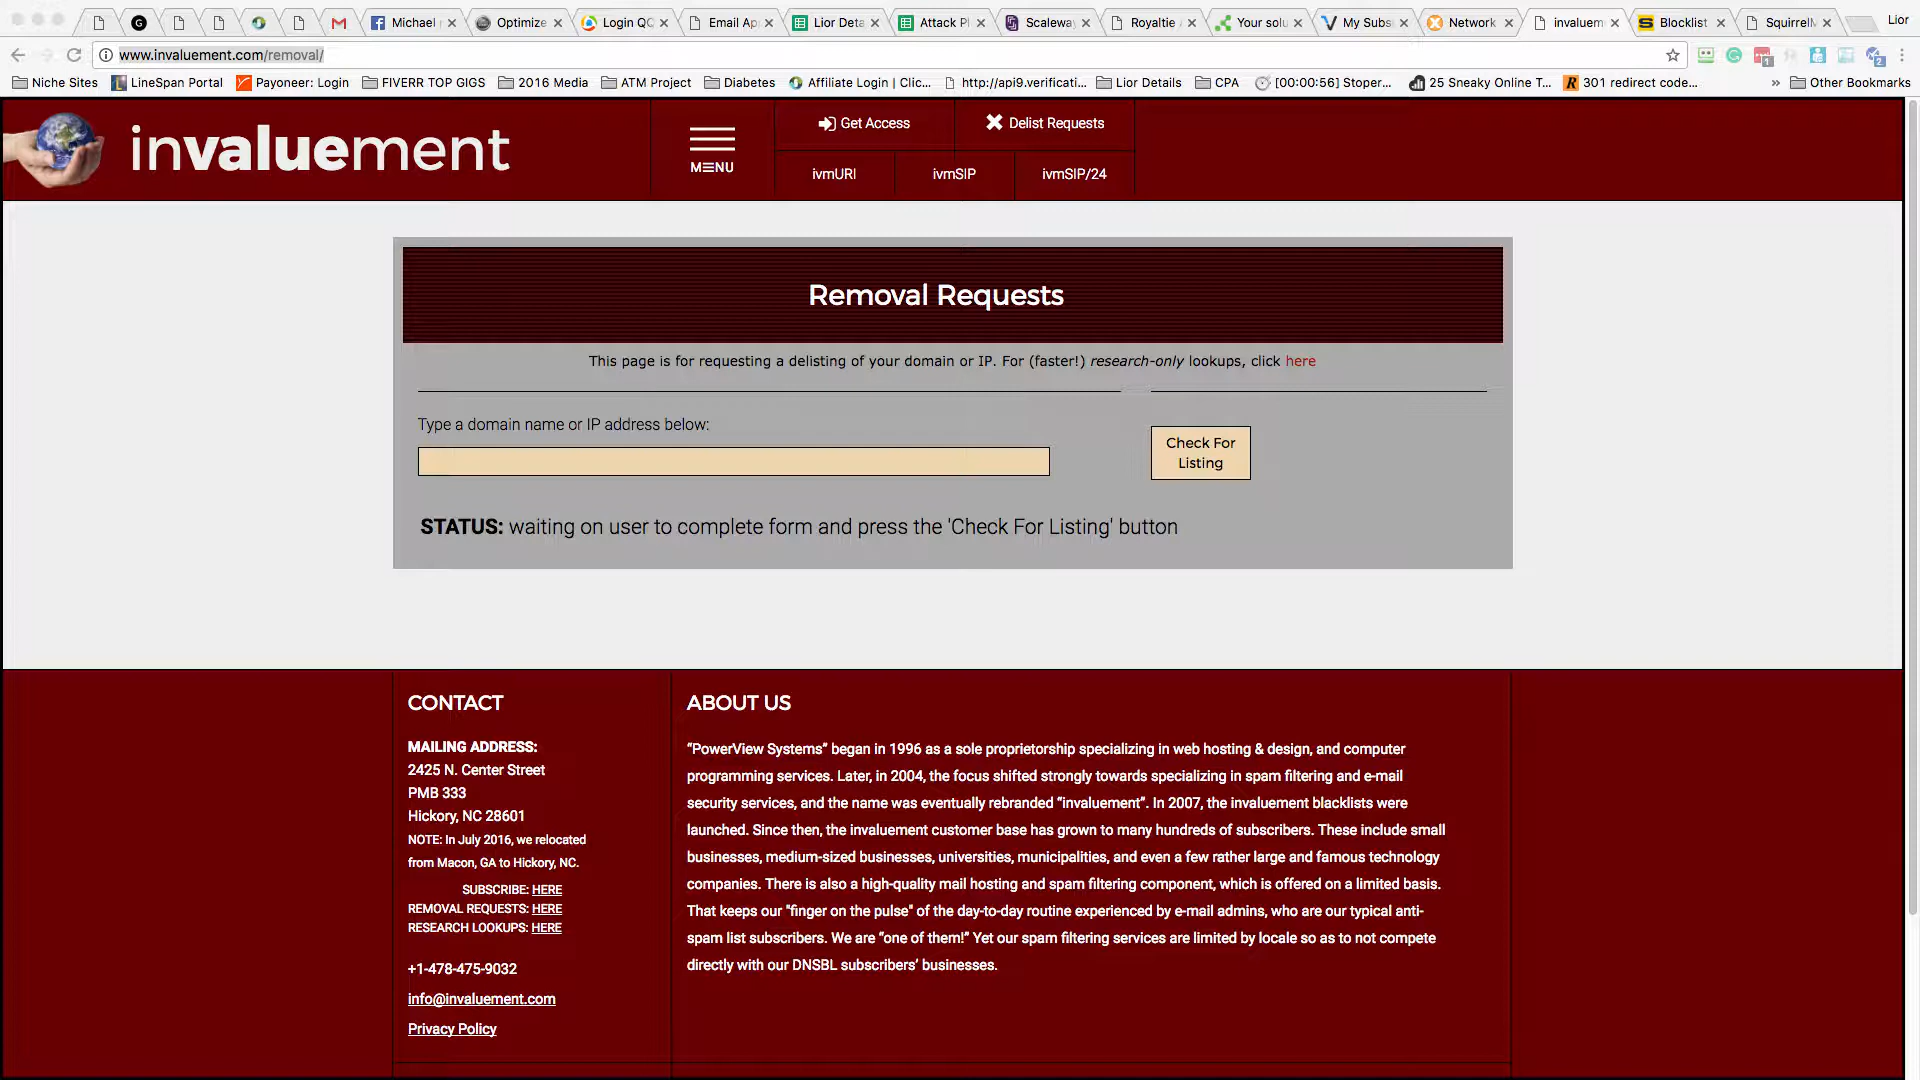 Michael
Optimize
Login QC
Email Ap
Lior Deta
Attack Pl
Scaleway
Royaltie
Your solu
My Subs
Network
invaluem
Blocklist
SquirrelM
Lior
www.invaluement.com/removal/
Niche Sites
LineSpan Portal
Payoneer: Login
FIVERR TOP GIGS
2016 Media
ATM Project
Diabetes
Affiliate Login | Clic...
http://api9.verificati...
Lior Details
CPA
[00:00:56] Stoper...
25 Sneaky Online T...
301 redirect code...
» Other Bookmarks
invaluement
MENU
Get Access
Delist Requests
ivmURI
ivmSIP
ivmSIP/24
Removal Requests
This page is for requesting a delisting of your domain or IP. For (faster!) research-only lookups, click here
Type a domain name or IP address below:
Check For
Listing
STATUS: waiting on user to complete form and press the 'Check For Listing' button
CONTACT
MAILING ADDRESS:
2425 N. Center Street
PMB 333
Hickory, NC 28601
NOTE: In July 2016, we relocated
from Macon, GA to Hickory, NC.
SUBSCRIBE: HERE
REMOVAL REQUESTS: HERE
RESEARCH LOOKUPS: HERE
+1-478-475-9032
info@invaluement.com
Privacy Policy
ABOUT US
“PowerView Systems” began in 1996 as a sole proprietorship specializing in web hosting & design, and computer
programming services. Later, in 2004, the focus shifted strongly towards specializing in spam filtering and e-mail
security services, and the name was eventually rebranded “invaluement”. In 2007, the invaluement blacklists were
launched. Since then, the invaluement customer base has grown to many hundreds of subscribers. These include small
businesses, medium-sized businesses, universities, municipalities, and even a few rather large and famous technology
companies. There is also a high-quality mail hosting and spam filtering component, which is offered on a limited basis.
That keeps our "finger on the pulse" of the day-to-day routine experienced by e-mail admins, who are our typical anti-
spam list subscribers. We are “one of them!” Yet our spam filtering services are limited by locale so as to not compete
directly with our DNSBL subscribers’ businesses.